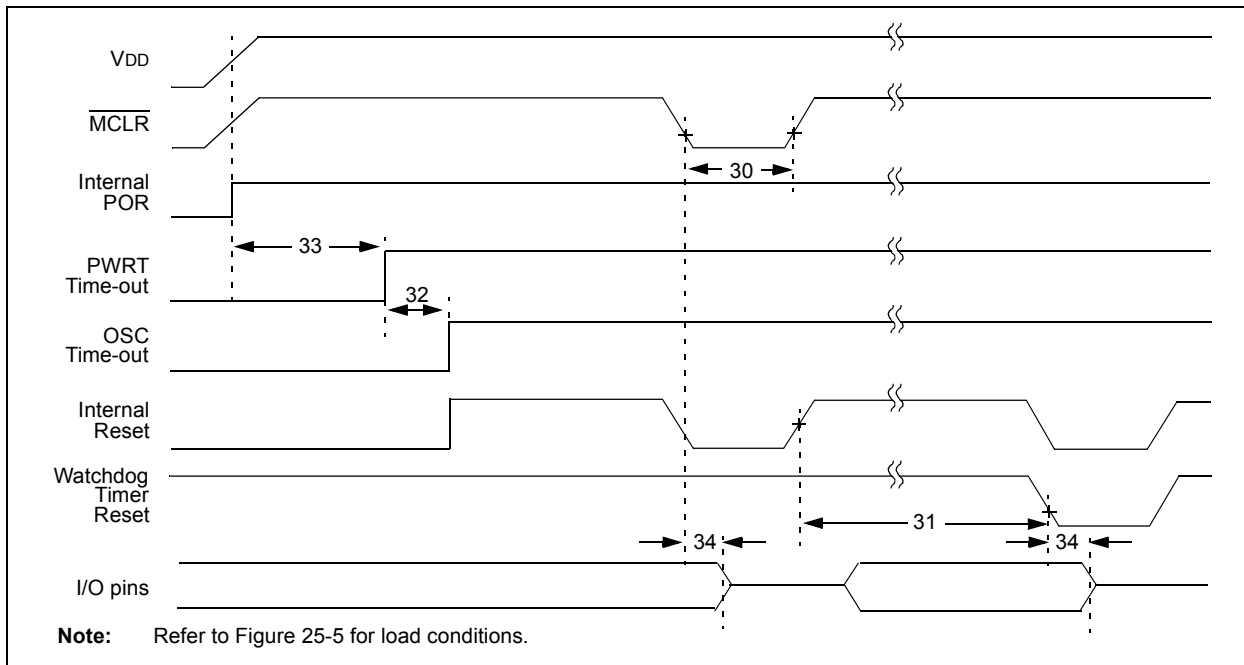 VDD
MCLR
30
Internal
POR
33
PWRT
Time-out
32
OSC
Time-out
Internal
Reset
Watchdog
Timer
Reset
31
34
34
I/O pins
Note: Refer to Figure 25-5 for load conditions.